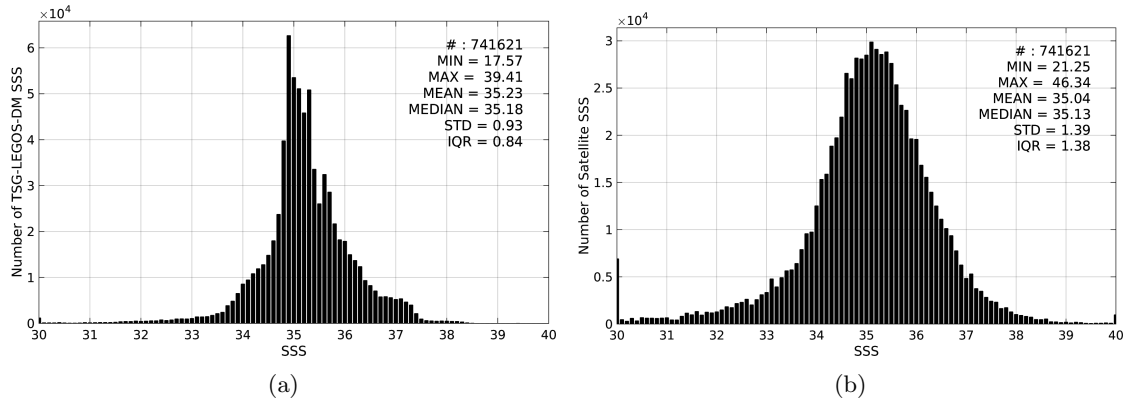 ×10⁴
Number of TSG-LEGOS-DM SSS
6
5
4
3
2
1
0
# : 741621
MIN = 17.57
MAX = 39.41
MEAN = 35.23
MEDIAN = 35.18
STD = 0.93
IQR = 0.84
30 31 32 33 34 35 36 37 38 39 40
SSS
(a)
×10⁴
Number of Satellite SSS
3
2.5
2
1.5
1
0.5
0
# : 741621
MIN = 21.25
MAX = 46.34
MEAN = 35.04
MEDIAN = 35.13
STD = 1.39
IQR = 1.38
30 31 32 33 34 35 36 37 38 39 40
SSS
(b)